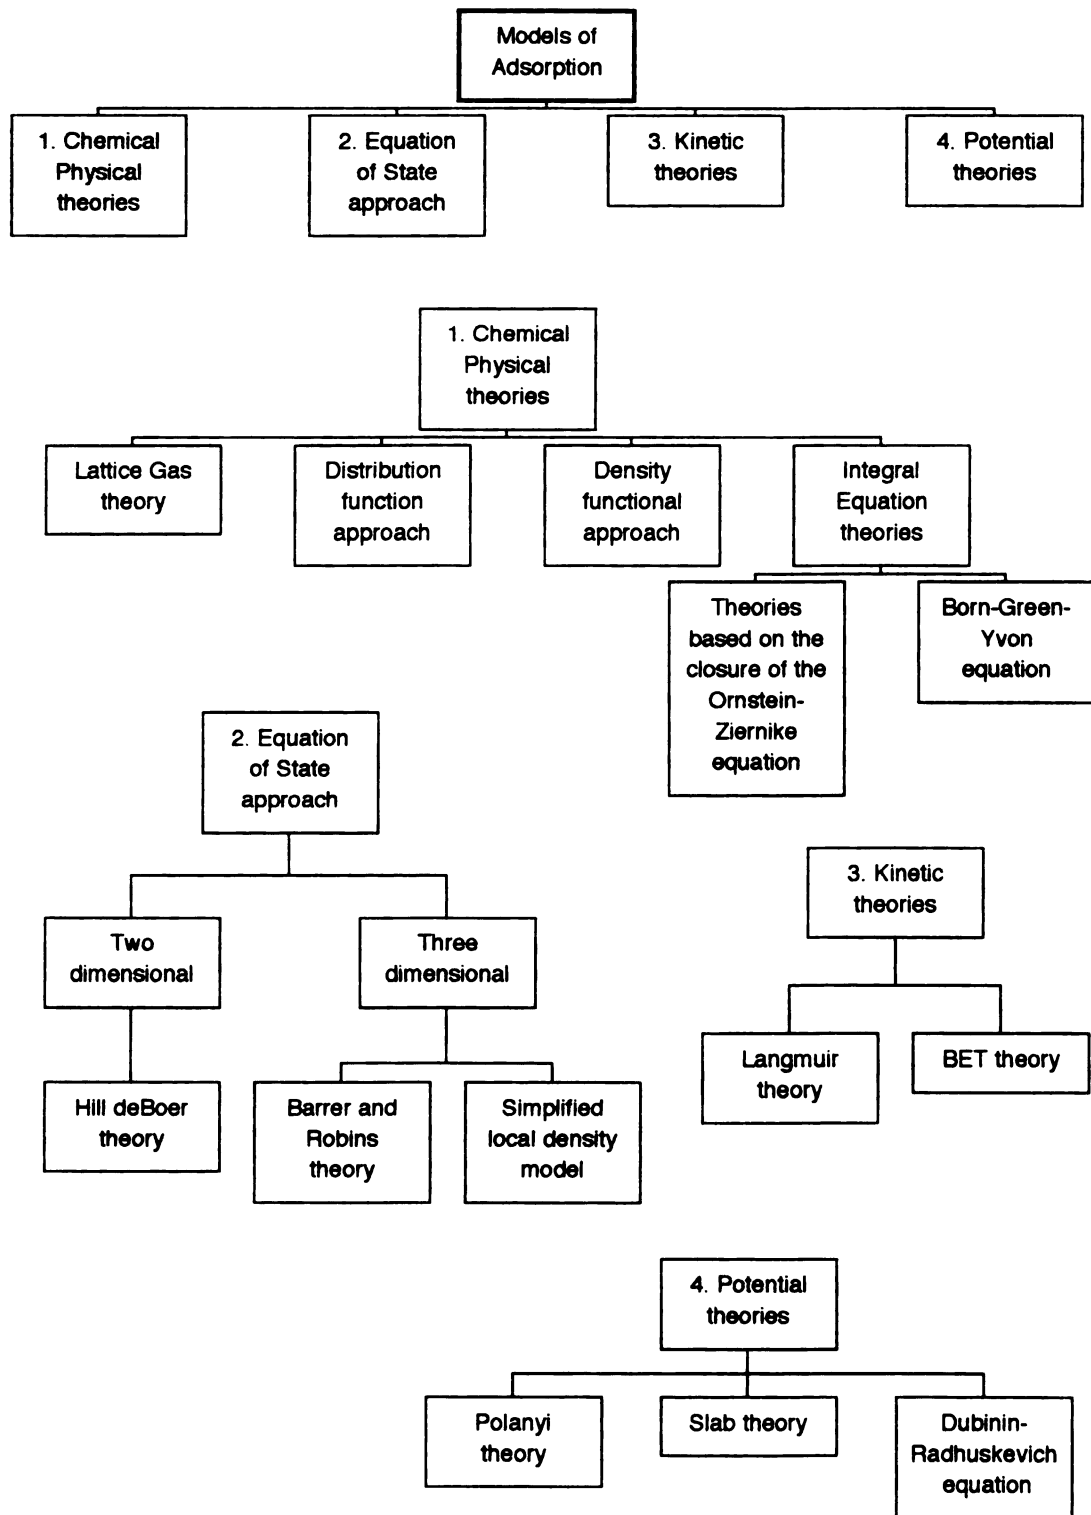 Models of
Adsorption
1. Chemical
Physical
theories
2. Equation
of State
approach
3. Kinetic
theories
4. Potential
theories
1. Chemical
Physical
theories
Lattice Gas
theory
Distribution
function
approach
Density
functional
approach
Integral
Equation
theories
Theories
based on the
closure of the
Ornstein-
Ziernike
equation
Born-Green-
Yvon
equation
2. Equation
of State
approach
Two
dimensional
Three
dimensional
Hill deBoer
theory
Barrer and
Robins
theory
Simplified
local density
model
3. Kinetic
theories
Langmuir
theory
BET theory
4. Potential
theories
Polanyi
theory
Slab theory
Dubinin-
Radhuskevich
equation